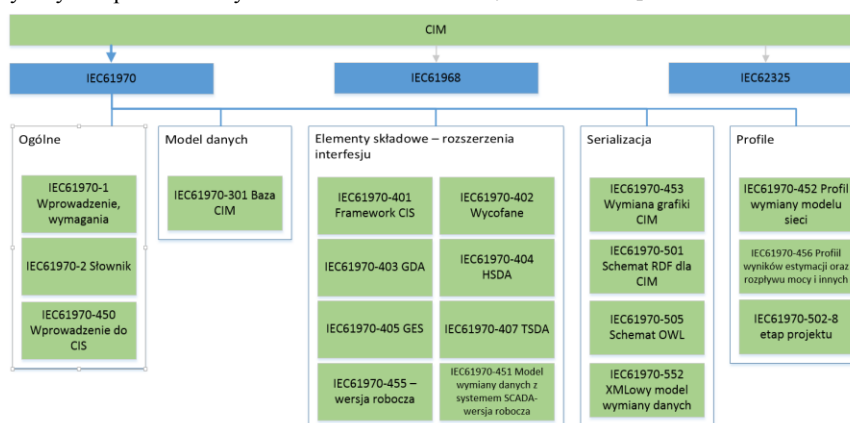 CIM
IEC61970
IEC61968
IEC62325
Ogólne
IEC61970-1
Wprowadzenie,
wymagania
IEC61970-2 Słownik
IEC61970-450
Wprowadzenie do
CIS
Model danych
IEC61970-301 Baza
CIM
Elementy składowe – rozszerzenia
interfesju
IEC61970-401
Framework CIS
IEC61970-402
Wycofane
IEC61970-403 GDA
IEC61970-404
HSDA
IEC61970-405 GES
IEC61970-407 TSDA
IEC61970-455 –
wersja robocza
IEC61970-451 Model
wymiany danych z
systemem SCADA-
wersja robocza
Serializacja
IEC61970-453
Wymiana grafiki
CIM
IEC61970-501
Schemat RDF dla
CIM
IEC61970-505
Schemat OWL
IEC61970-552
XMLowy model
wymiany danych
Profile
IEC61970-452 Profil
wymiany modelu
sieci
IEC61970-456 Profiil
wyników estymacji oraz
rozpływu mocy i innych
IEC61970-502-8
etap projektu